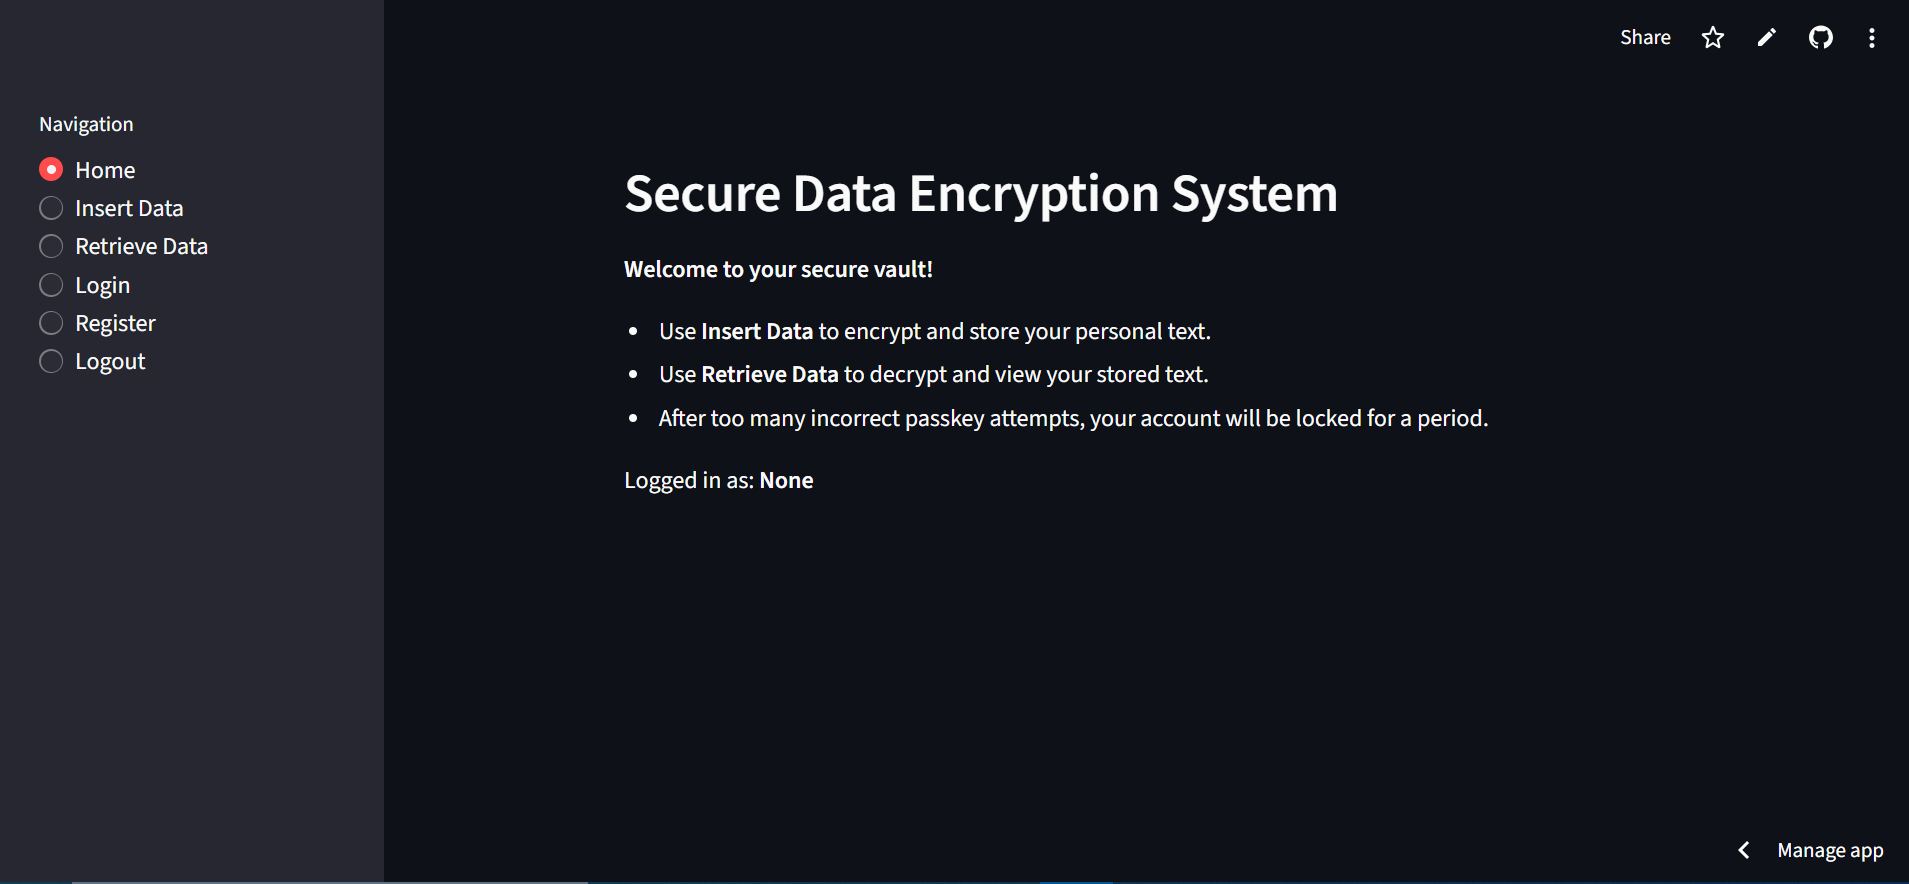 Share
Navigation
Home
Insert Data
Retrieve Data
Login
Register
Logout
Secure Data Encryption System
Welcome to your secure vault!
Use Insert Data to encrypt and store your personal text.
Use Retrieve Data to decrypt and view your stored text.
After too many incorrect passkey attempts, your account will be locked for a period.
Logged in as: None
Manage app